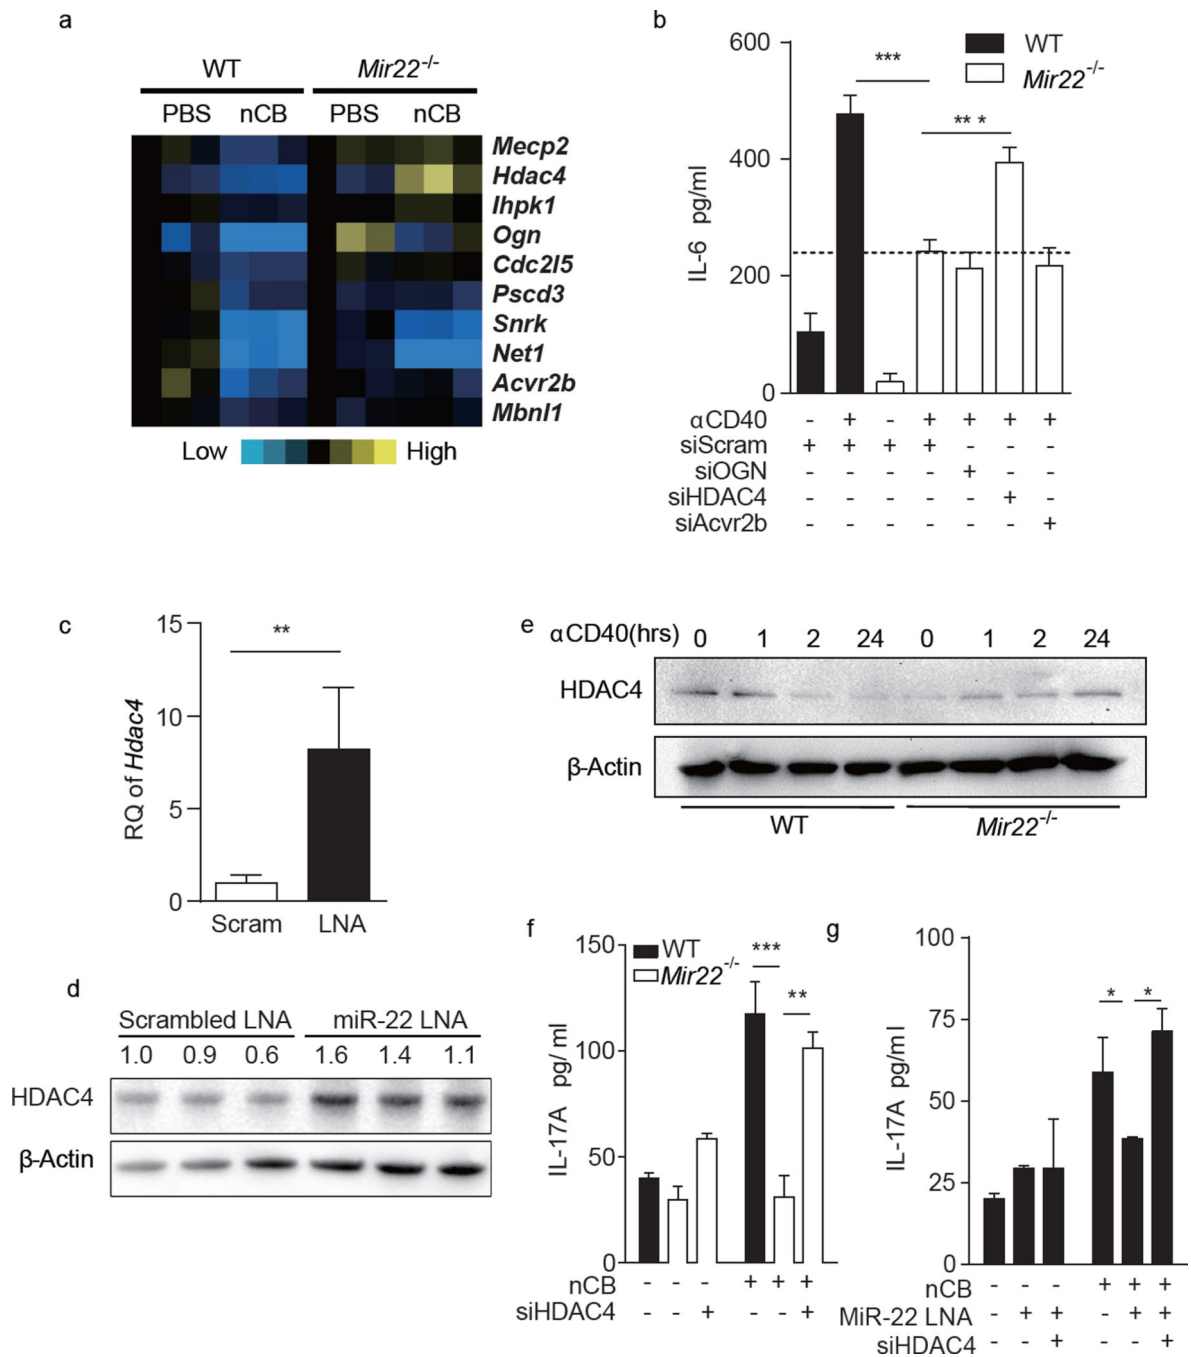 a
WT Mir22-/-
PBS nCB PBS nCB
Mecp2
Hdac4
Ihpk1
Ogn
Cdc2l5
Pscd3
Snrk
Net1
Acvr2b
Mbnl1
Low High
b
WT
Mir22-/-
IL-6 pg/ml
600
400
200
0
***
** *
αCD40 - + - + + + +
siScram + + + + - - -
siOGN - - - - + - -
siHDAC4 - - - - - + -
siAcvr2b - - - - - - +
c
RQ of Hdac4
15
10
5
0
**
Scram LNA
d
Scrambled LNA miR-22 LNA
1.0 0.9 0.6 1.6 1.4 1.1
HDAC4
β-Actin
e
αCD40(hrs) 0 1 2 24 0 1 2 24
HDAC4
β-Actin
WT Mir22-/-
f
WT
Mir22-/-
IL-17A pg/ml
150
100
50
0
***
**
nCB - - - + + +
siHDAC4 - - + - - +
g
IL-17A pg/ml
100
75
50
25
0
* *
nCB - - - + + +
MiR-22 LNA - + + - + +
siHDAC4 - - + - - +